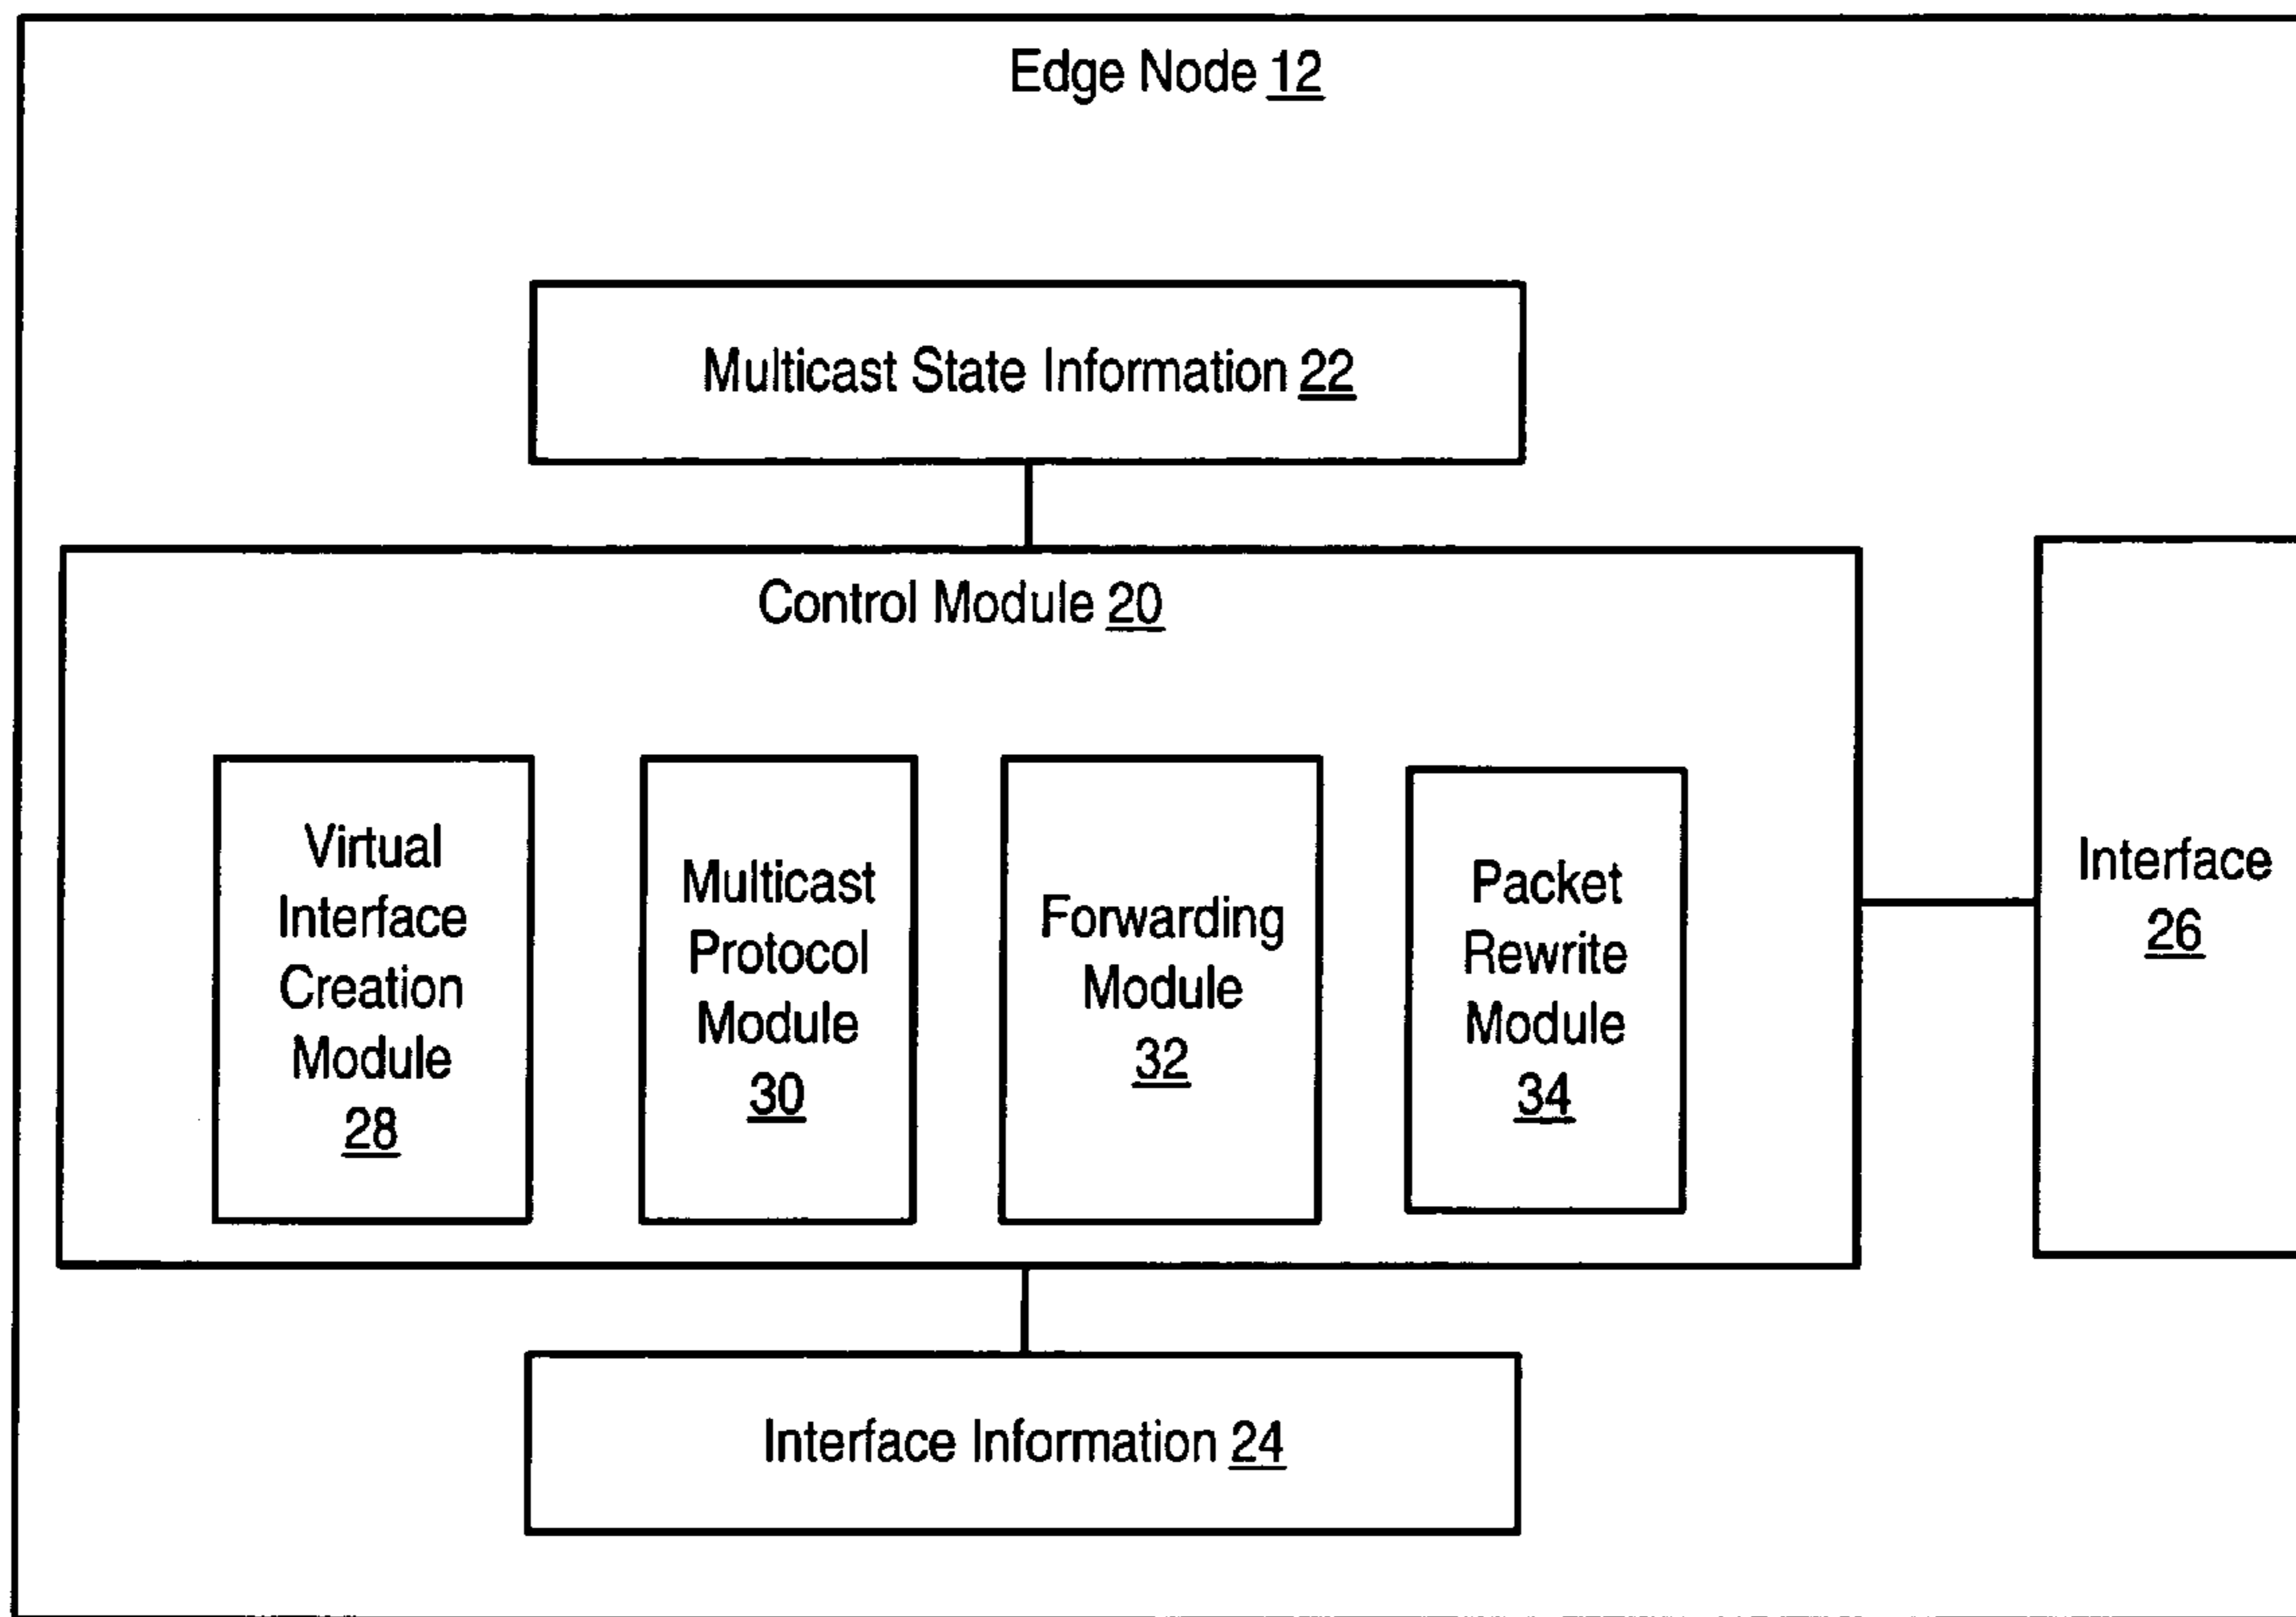 Edge Node 12
Multicast State Information 22
Control Module 20
Virtual
Interface
Creation
Module
28
Multicast
Protocol
Module
30
Forwarding
Module
32
Packet
Rewrite
Module
34
Interface
26
Interface Information 24